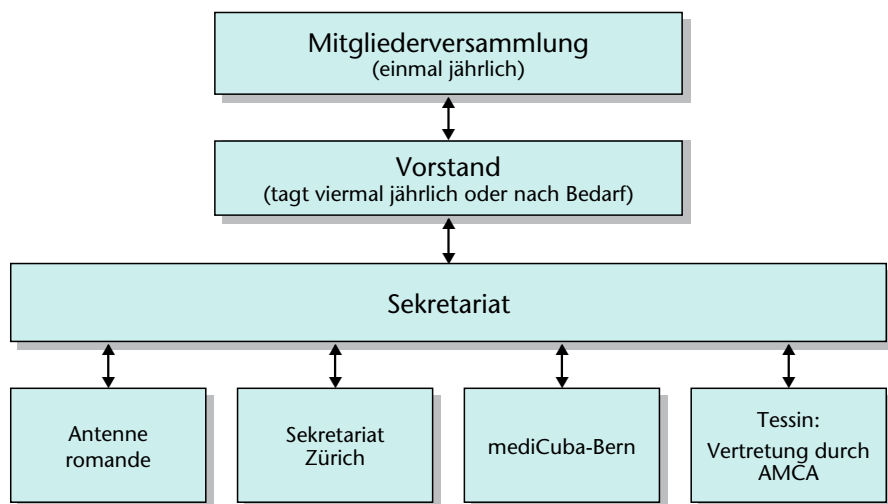 Mitgliederversammlung
(einmal jährlich)
Vorstand
(tagt viermal jährlich oder nach Bedarf)
Sekretariat
Antenne
romande
Sekretariat
Zürich
mediCuba-Bern
Tessin:
Vertretung durch
AMCA